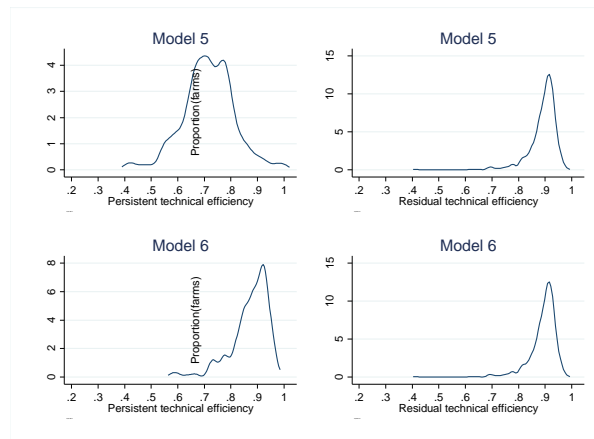 Model 5
Proportion(farms)
4
3
2
1
0
.2 .3 .4 .5 .6 .7 .8 .9 1
Persistent technical efficiency
Model 5
15
10
5
0
.2 .3 .4 .5 .6 .7 .8 .9 1
Residual technical efficiency
Model 6
Proportion(farms)
8
6
4
2
0
.2 .3 .4 .5 .6 .7 .8 .9 1
Persistent technical efficiency
Model 6
15
10
5
0
.2 .3 .4 .5 .6 .7 .8 .9 1
Residual technical efficiency